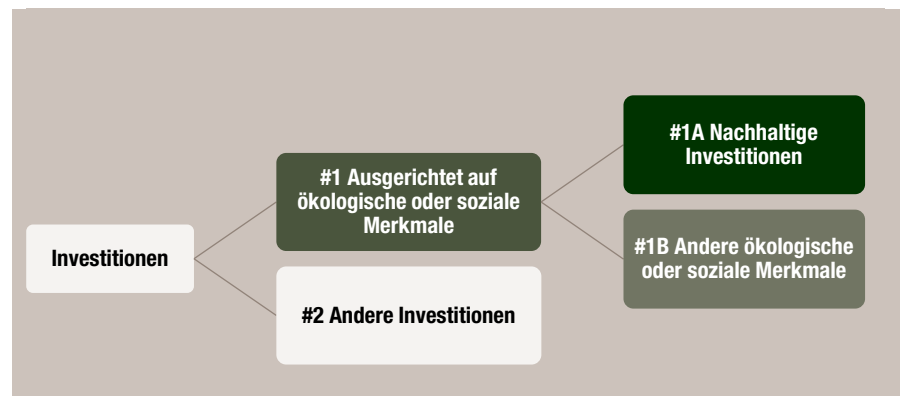 Investitionen
#1 Ausgerichtet auf
ökologische oder soziale
Merkmale
#2 Andere Investitionen
#1A Nachhaltige
Investitionen
#1B Andere ökologische
oder soziale Merkmale